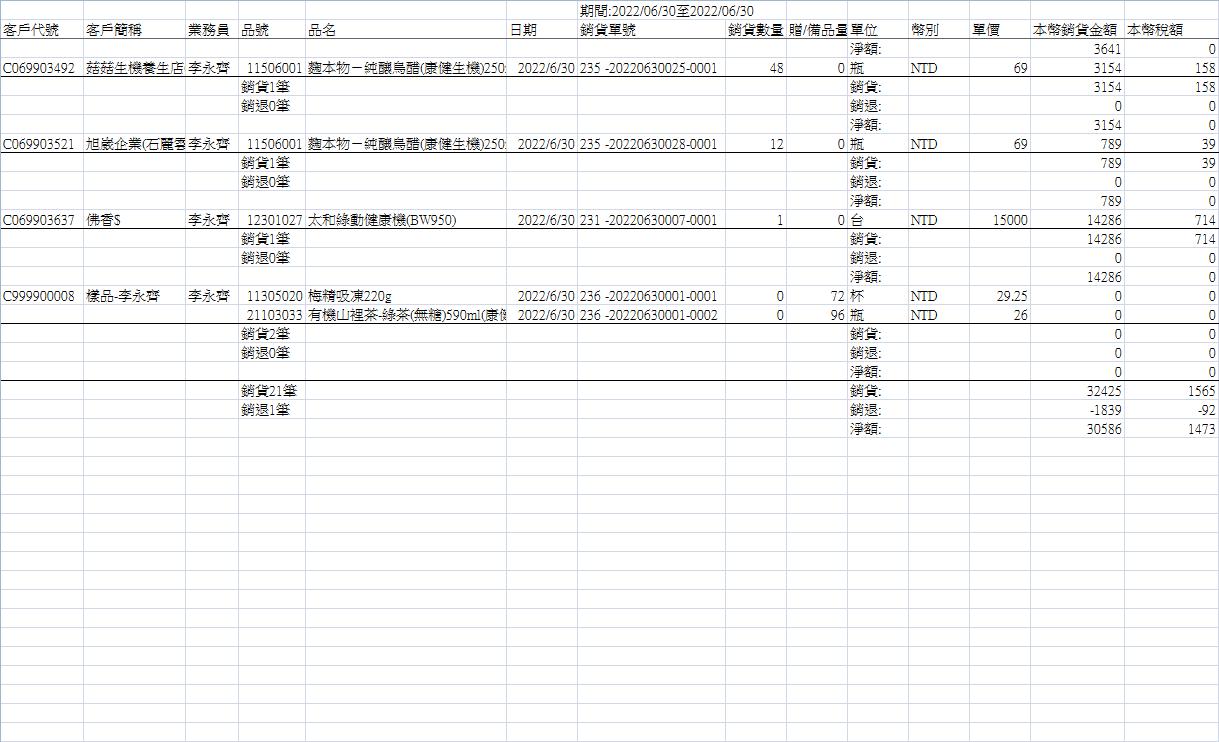 期間:2022/06/30至2022/06/30
客戶代號 客戶簡稱 業務員 品號 品名 日期 銷貨單號 銷貨數量 贈/備品量 單位 幣別 單價 本幣銷貨金額 本幣稅額
淨額: 3641 0
C069903492 菇菇生機養生店 李永齊 11506001 麴本物－純釀烏醋(康健生機)250 2022/6/30 235 -20220630025-0001 48 0 瓶 NTD 69 3154 158
銷貨1筆 銷貨: 3154 158
銷退0筆 銷退: 0 0
淨額: 3154 0
C069903521 旭崴企業(石麗雲 李永齊 11506001 麴本物－純釀烏醋(康健生機)250 2022/6/30 235 -20220630028-0001 12 0 瓶 NTD 69 789 39
銷貨1筆 銷貨: 789 39
銷退0筆 銷退: 0 0
淨額: 789 0
C069903637 佛香$ 李永齊 12301027 太和綠動健康機(BW950) 2022/6/30 231 -20220630007-0001 1 0 台 NTD 15000 14286 714
銷貨1筆 銷貨: 14286 714
銷退0筆 銷退: 0 0
淨額: 14286 0
C999900008 樣品-李永齊 李永齊 11305020 梅精吸凍220g 2022/6/30 236 -20220630001-0001 0 72 杯 NTD 29.25 0 0
21103033 有機山裡茶-綠茶(無糖)590ml(康 2022/6/30 236 -20220630001-0002 0 96 瓶 NTD 26 0 0
銷貨2筆 銷貨: 0 0
銷退0筆 銷退: 0 0
淨額: 0 0
銷貨21筆 銷貨: 32425 1565
銷退1筆 銷退: -1839 -92
淨額: 30586 1473